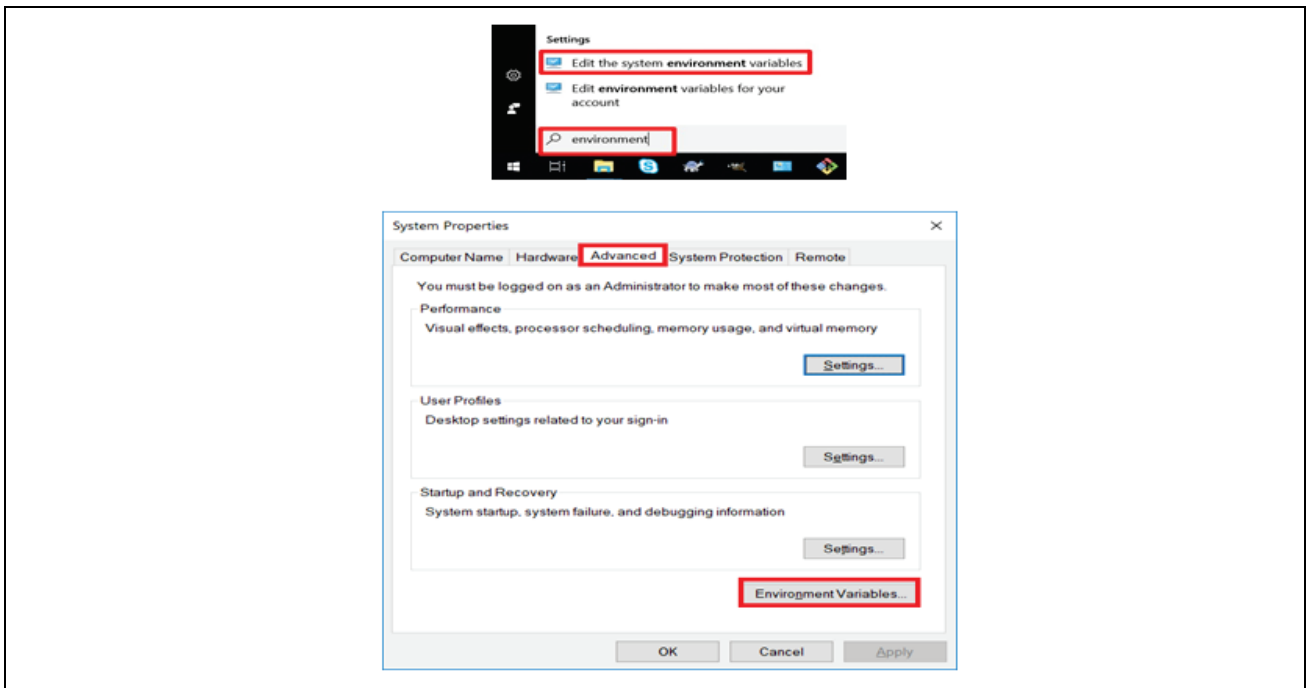 Settings
Edit the system environment variables
Edit environment variables for your
account
environment
System Properties
Computer Name Hardware Advanced System Protection Remote
You must be logged on as an Administrator to make most of these changes.
Performance
Visual effects, processor scheduling, memory usage, and virtual memory
Settings...
User Profiles
Desktop settings related to your sign-in
Settings...
Startup and Recovery
System startup, system failure, and debugging information
Settings...
Environment Variables...
OK Cancel Apply